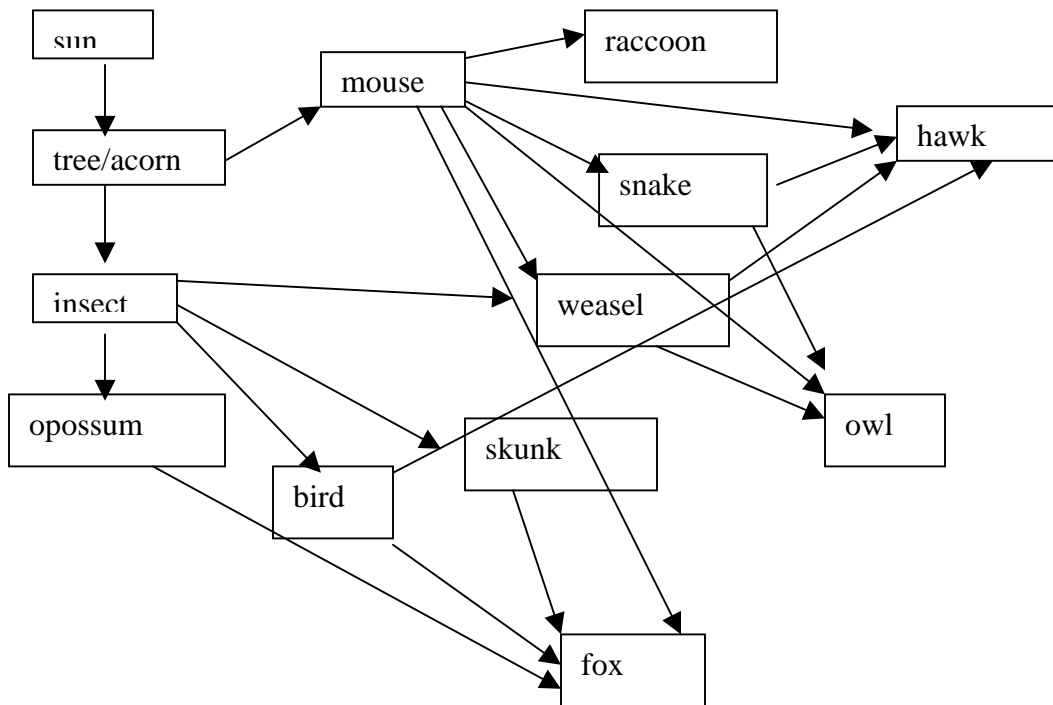 sun
raccoon
mouse
hawk
tree/acorn
snake
insect
weasel
opossum
owl
skunk
bird
fox